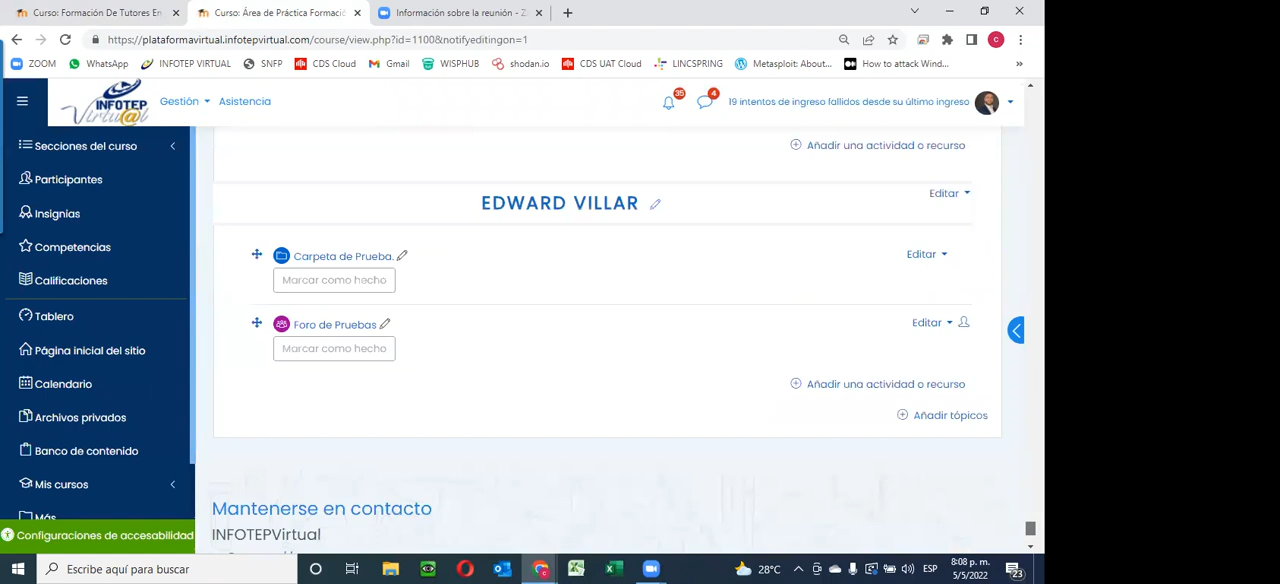 Curso: Formación De Tutores En
Curso: Área de Práctica Formació
Información sobre la reunión - Z
https://plataformavirtual.infotepvirtual.com/course/view.php?id=1100&notifyeditingon=1
C
ZOOM
WhatsApp
INFOTEP VIRTUAL
SNFP
CDS Cloud
Gmail
WISPHUB
shodan.io
CDS UAT Cloud
LINCSPRING
Metasploit: About...
How to attack Wind...
»
INFOTEP
Virtu@l
Gestión
Asistencia
35
4
19 intentos de ingreso fallidos desde su último ingreso
Secciones del curso
Participantes
Insignias
Competencias
Calificaciones
Tablero
Página inicial del sitio
Calendario
Archivos privados
Banco de contenido
Mis cursos
Más
Configuraciones de accesabilidad
Añadir una actividad o recurso
EDWARD VILLAR
Editar
Carpeta de Prueba.
Editar
Marcar como hecho
Foro de Pruebas
Editar
Marcar como hecho
Añadir una actividad o recurso
Añadir tópicos
Mantenerse en contacto
INFOTEPVirtual
Escribe aquí para buscar
28°C
ESP
8:08 p. m.
5/5/2022
23